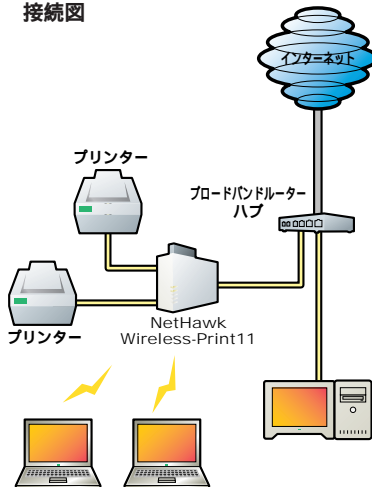 接続図
インターネット
プリンター
ブロードバンドルーター
ハブ
プリンター
NetHawk
Wireless-Print11